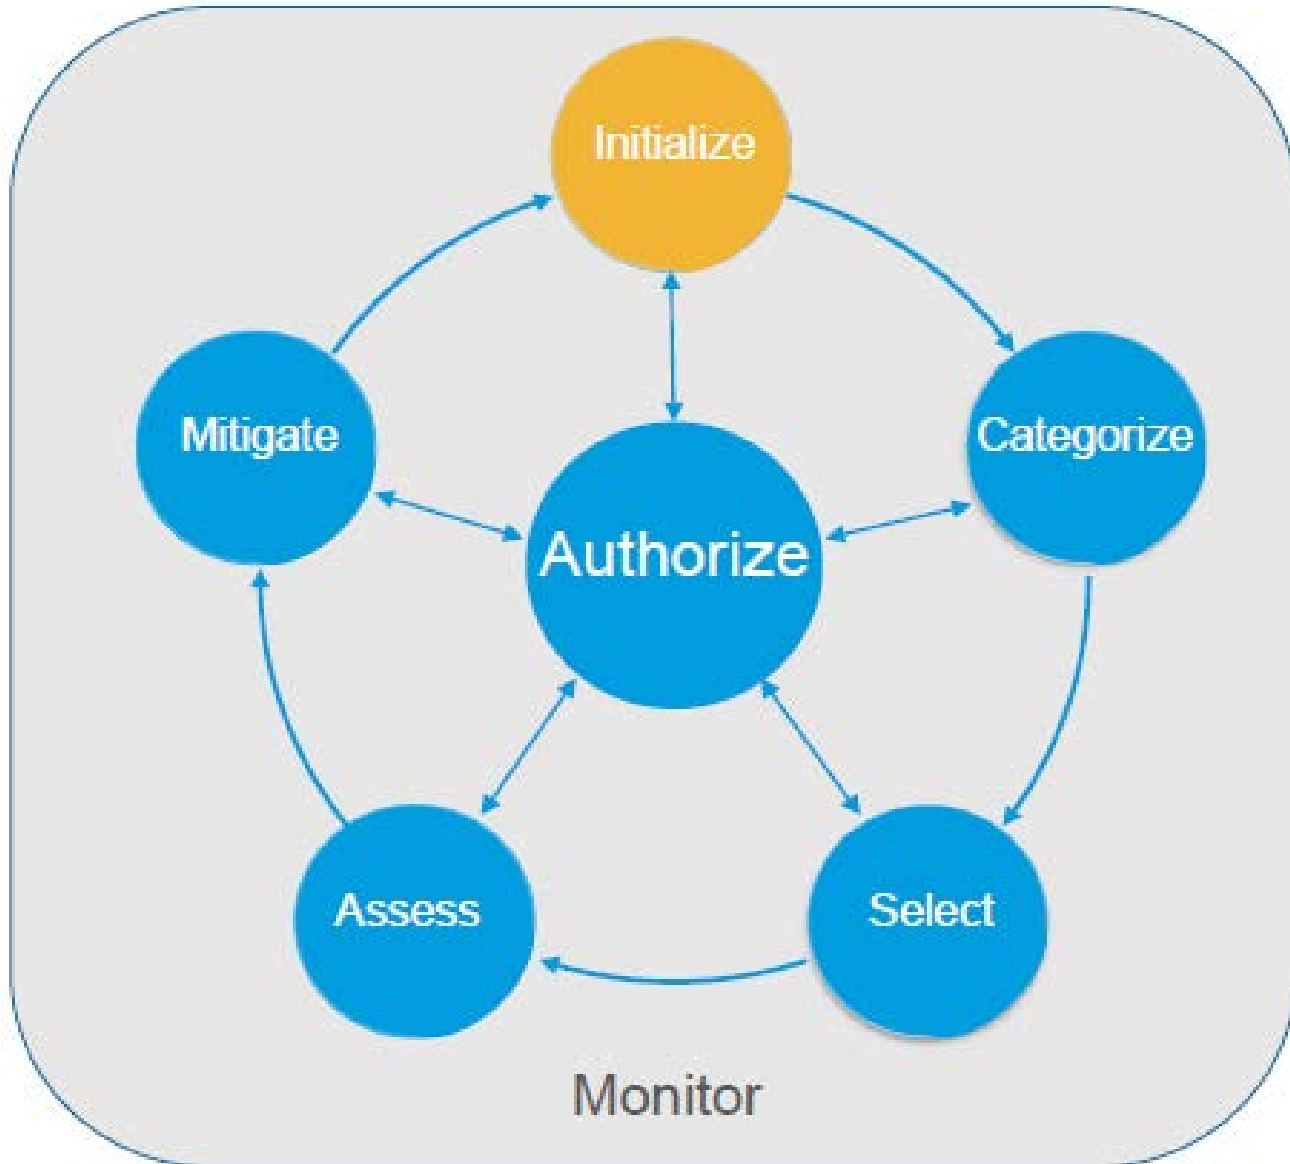 Initialize
Mitigate
Categorize
Authorize
Assess
Select
Monitor